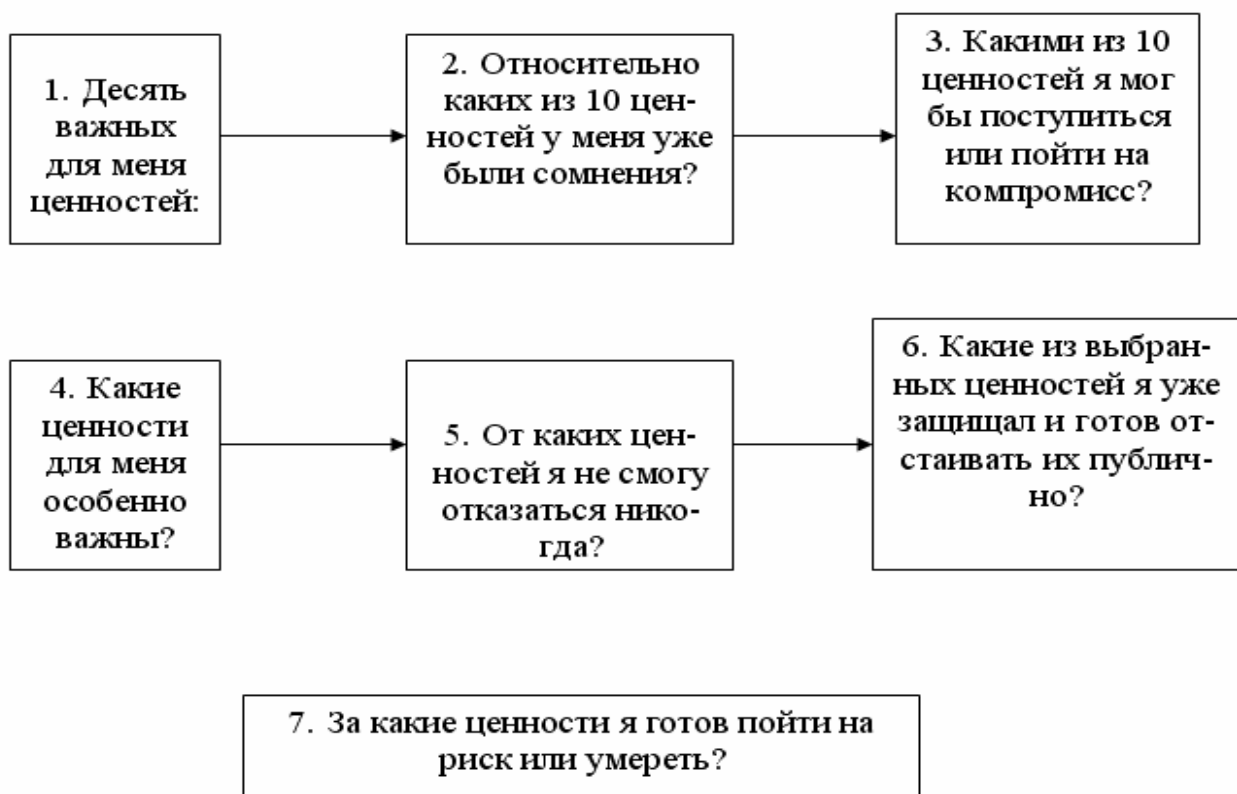 1. Десять
важных
для меня
ценностей:
2. Относительно
каких из 10 цен-
ностей у меня уже
были сомнения?
3. Какими из 10
ценностей я мог
бы поступиться
или пойти на
компромисс?
4. Какие
ценности
для меня
особенно
важны?
5. От каких цен-
ностей я не смогу
отказаться нико-
гда?
6. Какие из выбран-
ных ценностей я уже
защищал и готов от-
стаивать их публич-
но?
7. За какие ценности я готов пойти на
риск или умереть?